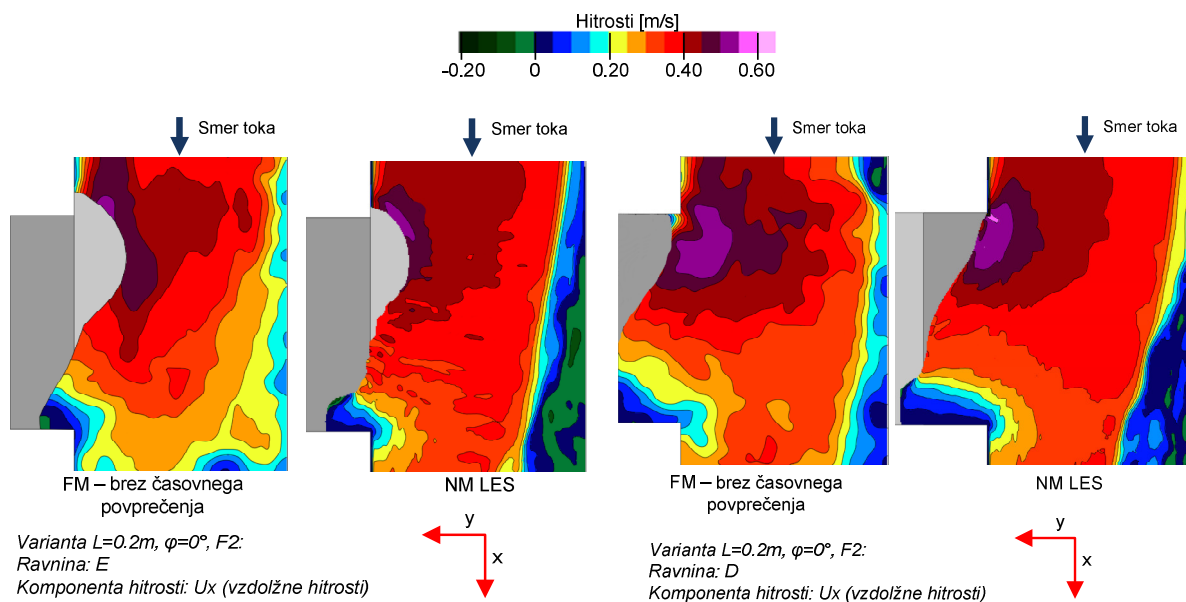 Hitrosti [m/s]
-0.20 0 0.20 0.40 0.60
Smer toka
Smer toka
Smer toka
Smer toka
FM – brez časovnega
povprečenja
NM LES
FM – brez časovnega
povprečenja
NM LES
y
x
y
x
Varianta L=0.2m, φ=0°, F2:
Ravnina: E
Komponenta hitrosti: Ux (vzdolžne hitrosti)
Varianta L=0.2m, φ=0°, F2:
Ravnina: D
Komponenta hitrosti: Ux (vzdolžne hitrosti)